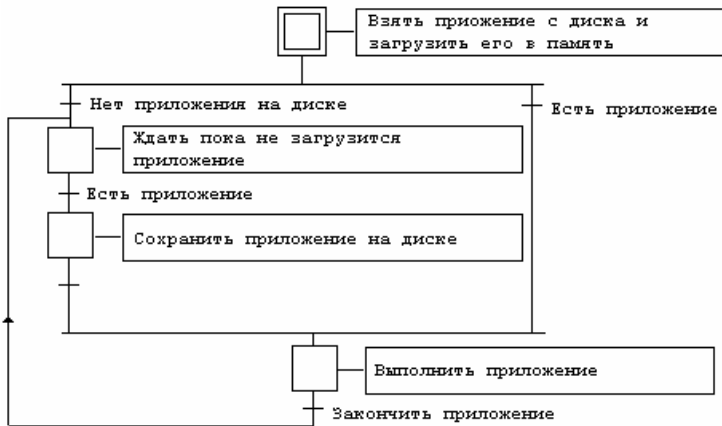 Взять приожение с диска и
загрузить его в память
Нет приложения на диске
Есть приложение
Ждать пока не загрузится
приложение
Есть приложение
Сохранить приложение на диске
Выполнить приложение
Закончить приложение